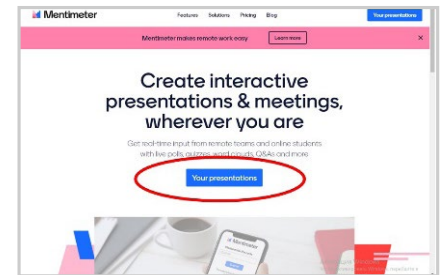 Mentimeter
Features Solutions Pricing Blog
Your presentations
Mentimeter makes remote work easy
Learn more
×
Create interactive
presentations & meetings,
wherever you are
Get real-time input from remote teams and online students
with live polls, quizzes, word clouds, Q&As and more
Your presentations
Mentimeter